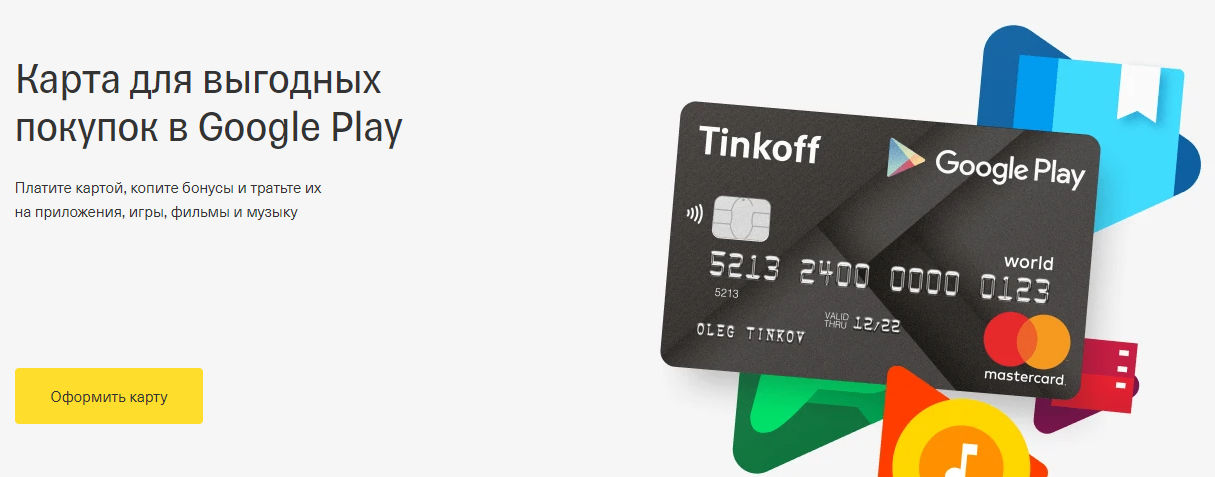 Карта для выгодных
покупок в Google Play
Платите картой, копите бонусы и тратьте их
на приложения, игры, фильмы и музыку
Оформить карту
Tinkoff
Google Play
world
5213 2400 0000 0123
5213
VALID
THRU 12/22
OLEG TINKOV
mastercard.